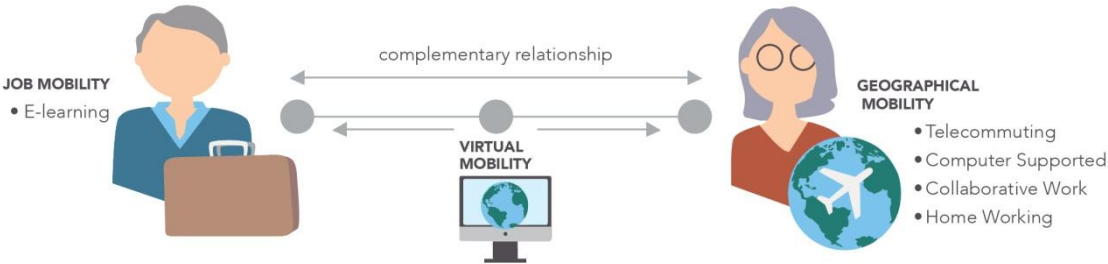 complementary relationship
JOB MOBILITY
• E-learning
VIRTUAL
MOBILITY
GEOGRAPHICAL
MOBILITY
• Telecommuting
• Computer Supported
• Collaborative Work
• Home Working